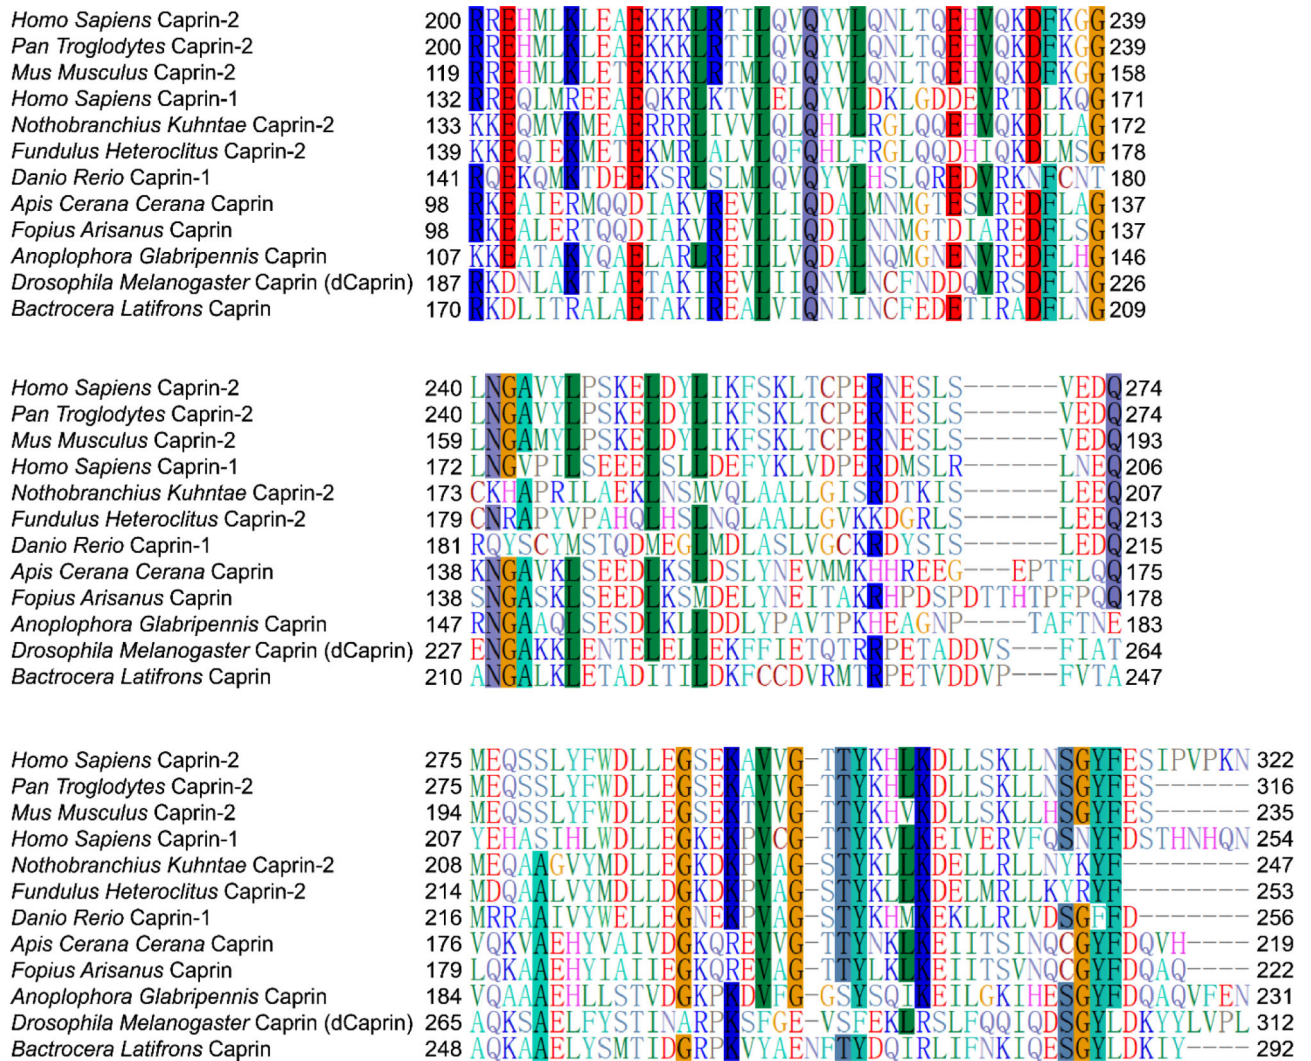 Homo Sapiens Caprin-2 200 RREHMLKLEAEKKKLRTILQVQYVLQNLTQEHVQKDFKGG 239
Pan Troglodytes Caprin-2 200 RREHMLKLEAEKKKLRTILQVQYVLQNLTQEHVQKDFKGG 239
Mus Musculus Caprin-2 119 RREHMLKLETEKKKLRTMLQIQYVLQNLTQEHVQKDFKGG 158
Homo Sapiens Caprin-1 132 RREQLMREEAEQKRLKTVLELQYVLDKLGDDEVRTDLKQG 171
Nothobranchius Kuhntae Caprin-2 133 KKEQMVKMEAERRRLIVVLQLQHLLRGLQQEHVQKDLLAG 172
Fundulus Heteroclitus Caprin-2 139 KKEQIEKMETEKMRLALVLQFQHLFRGLQQDHIQKDLMSG 178
Danio Rerio Caprin-1 141 RQEKQMKTDEEKSRLSLMLQVQYVLHSLQREDVRKNFCNT 180
Apis Cerana Cerana Caprin 98 RKEAIERMQQDIAKVREVLLIQDALMNMGTESVREDFLAG 137
Fopius Arisanus Caprin 98 RKEALERTQQDIAKVREVLLIQDILNNMGTDIAREDFLSG 137
Anoplophora Glabripennis Caprin 107 KKEATAKYQAELARLREILLVQDALNQMGNENVREDFLHG 146
Drosophila Melanogaster Caprin (dCaprin) 187 RKDNLAKTIAETAKIREVLIIQNVLNCFNDDQVRSDFLNG 226
Bactrocera Latifrons Caprin 170 RKDLITRALAETAKIREALVIQNIINCFEDETIRADFLNG 209
Homo Sapiens Caprin-2 240 LNGAVYLPSKELDYLIKFSKLTCPERNESLS------VEDQ 274
Pan Troglodytes Caprin-2 240 LNGAVYLPSKELDYLIKFSKLTCPERNESLS------VEDQ 274
Mus Musculus Caprin-2 159 LNGAMYLPSKELDYLIKFSKLTCPERNESLS------VEDQ 193
Homo Sapiens Caprin-1 172 LNGVPILSEEELSLLDEFYKLVDPERDMSLR------LNEQ 206
Nothobranchius Kuhntae Caprin-2 173 CKHAPRILAEKLNSMVQLAALLGISRDTKIS------LEEQ 207
Fundulus Heteroclitus Caprin-2 179 CNRAPYVPAHQLHSLNQLAALLGVKKDGRLS------LEEQ 213
Danio Rerio Caprin-1 181 RQYSCYMSTQDMEGLMDLASLVGCKRDYSIS------LEDQ 215
Apis Cerana Cerana Caprin 138 KNGAVKLSEEDLKSLDSLYNEVMMKHHREEG---EPTFLQQ 175
Fopius Arisanus Caprin 138 SNGASKLSEEDLKSMDELYNEITAKRHPDSPDTTHTPFPQQ 178
Anoplophora Glabripennis Caprin 147 RNGAAQLSESDLKLLDDLYPAVTPKHEAGNP----TAFTNE 183
Drosophila Melanogaster Caprin (dCaprin) 227 ENGAKKLENTELELLEKFFIETQTRRPETADDVS---FIAT 264
Bactrocera Latifrons Caprin 210 ANGALKLETADITILDKFCCDVRMTRPETVDDVP---FVTA 247
Homo Sapiens Caprin-2 275 MEQSSLYFWDLLEGSEKAVVG-TTYKHLKDLLSKLLNSGYFESIPVPKN 322
Pan Troglodytes Caprin-2 275 MEQSSLYFWDLLEGSEKAVVG-TTYKHLKDLLSKLLNSGYFES------ 316
Mus Musculus Caprin-2 194 MEQSSLYFWDLLEGSEKTVVG-TTYKHVKDLLSKLLHSGYFES------ 235
Homo Sapiens Caprin-1 207 YEHASIHLWDLLEGKEKPVCG-TTYKVLKEIVERVFQSNYFDSTHNHQN 254
Nothobranchius Kuhntae Caprin-2 208 MEQAAGVYMDLLEGKDKPVAG-STYKLLKDELLRLLNYKYF-------- 247
Fundulus Heteroclitus Caprin-2 214 MDQAALVYMDLLDGKDKPVAG-STYKLLKDELMRLLKYRYF-------- 253
Danio Rerio Caprin-1 216 MRRAAIVYWELLEGNEKPVAG-STYKHMKEKLLRLVDSGFFD------- 256
Apis Cerana Cerana Caprin 176 VQKVAEHYVAIVDGKQREVVG-TTYNKLKEIITSINQCGYFDQVH---- 219
Fopius Arisanus Caprin 179 LQKAAEHYIAIIEGKQREVAG-TTYLKLKEIITSVNQCGYFDQAQ---- 222
Anoplophora Glabripennis Caprin 184 VQAAAEHLLSTVDGKPKDVFG-GSYSQIKEILGKIHESGYFDQAQVFEN 231
Drosophila Melanogaster Caprin (dCaprin) 265 AQKSAELFYSTINARPKSFGE-VSFEKLRSLFQQIQDSGYLDKYYLVPL 312
Bactrocera Latifrons Caprin 248 AQKAAELYSMTIDGRPKVYAENFTYDQIRLIFNKIQESGYLDKIY---- 292